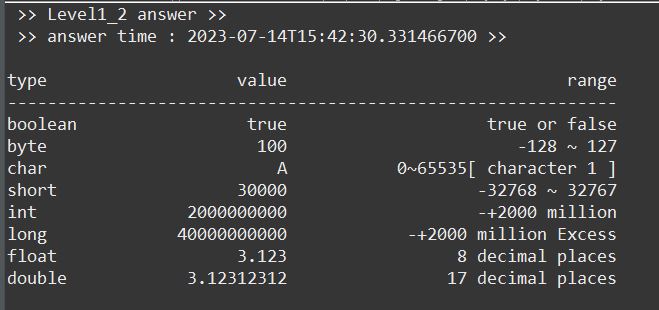 >> Level1_2 answer >>
>> answer time : 2023-07-14T15:42:30.331466700 >>
type value range
--------------------------------------------------------------
boolean true true or false
byte 100 -128 ~ 127
char A 0~65535[ character 1 ]
short 30000 -32768 ~ 32767
int 2000000000 -+2000 million
long 40000000000 -+2000 million Excess
float 3.123 8 decimal places
double 3.12312312 17 decimal places